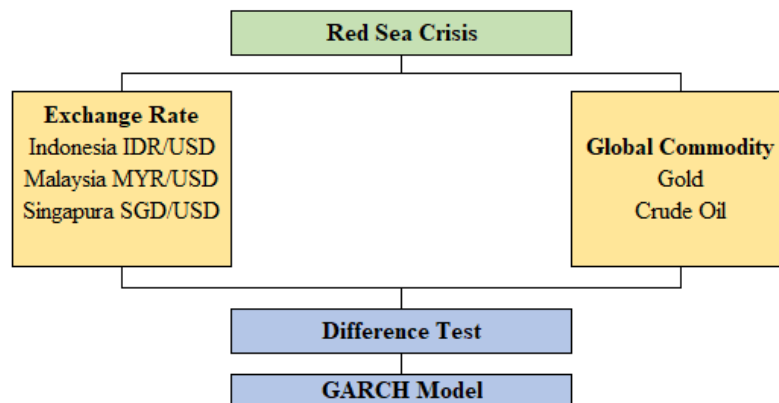 Red Sea Crisis
Exchange Rate
Indonesia IDR/USD
Malaysia MYR/USD
Singapura SGD/USD
Global Commodity
Gold
Crude Oil
Difference Test
GARCH Model